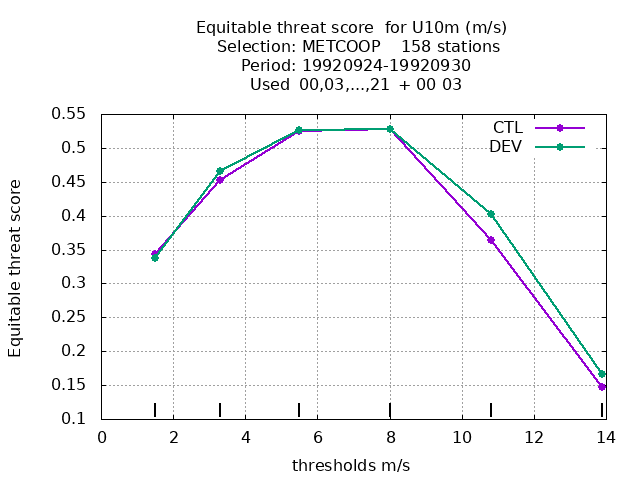 Equitable threat score  for U10m (m/s)
Selection: METCOOP    158 stations
Period: 19920924-19920930
Used  00,03,...,21  + 00 03
CTL
DEV
0.55
0.5
0.45
0.4
0.35
0.3
0.25
0.2
0.15
0.1
Equitable threat score
0 2 4 6 8 10 12 14
thresholds m/s